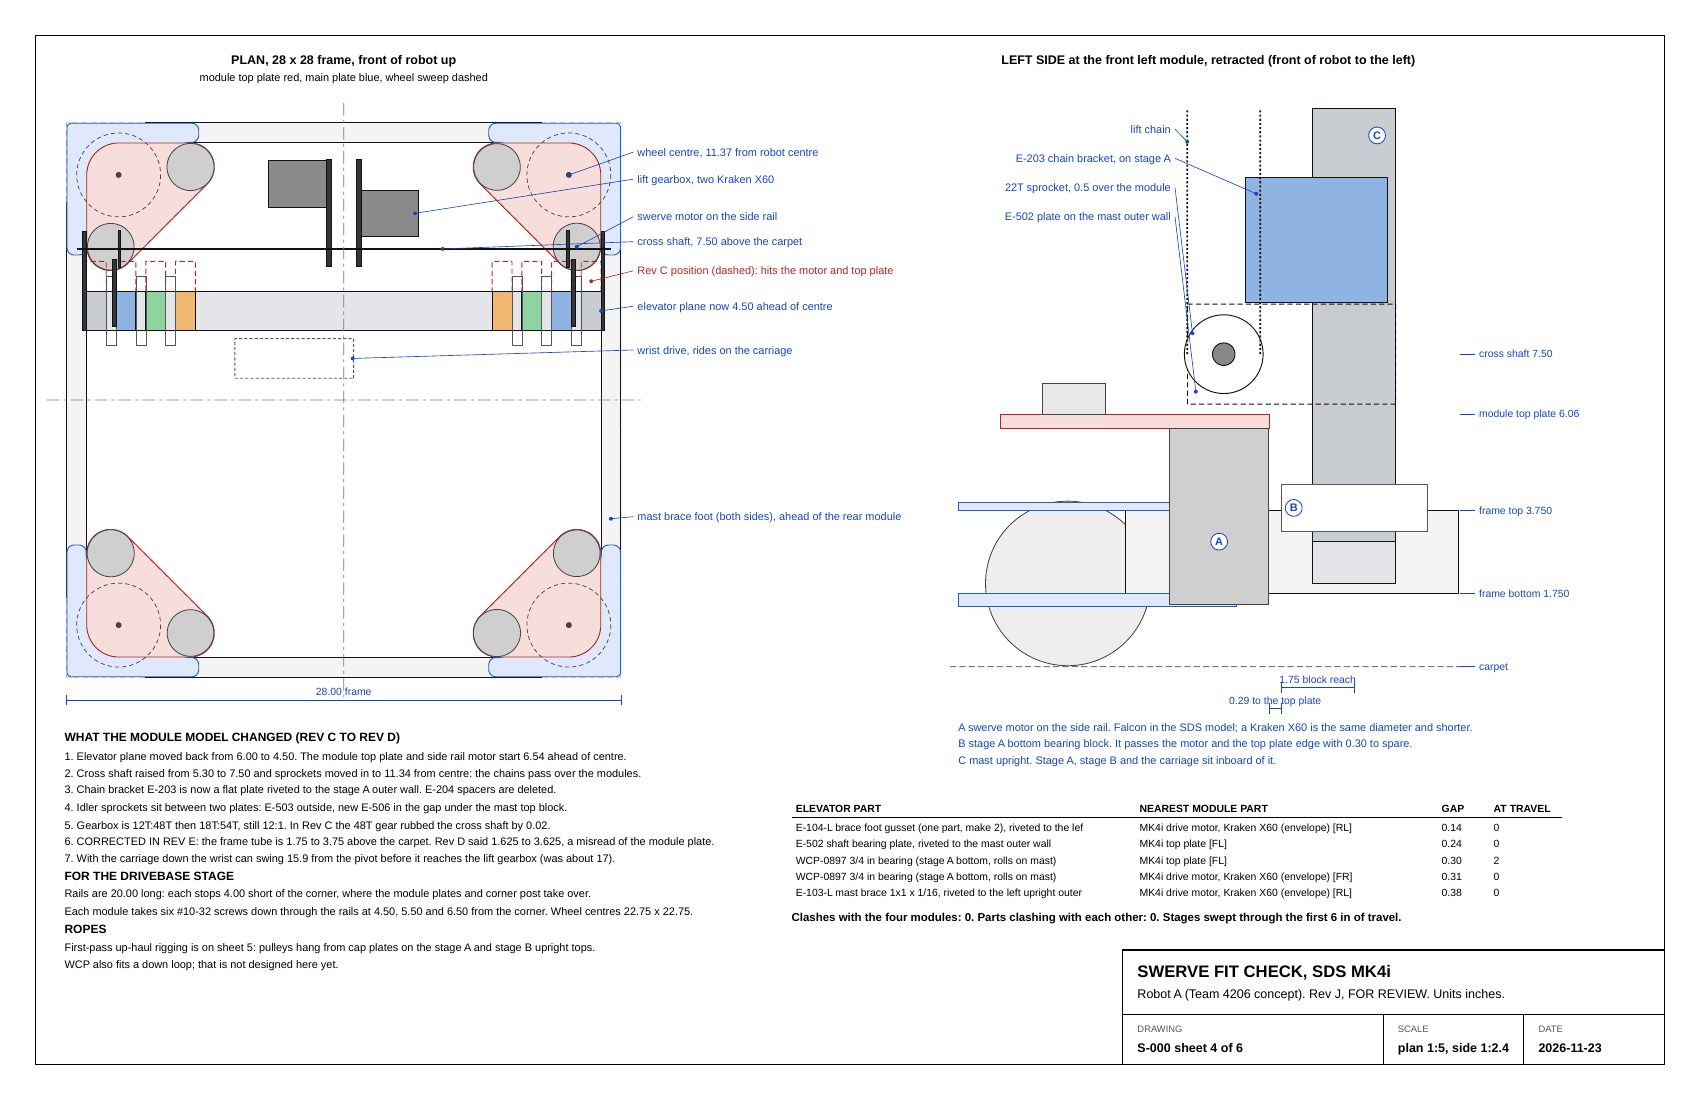 PLAN, 28 x 28 frame, front of robot up
module top plate red, main plate blue, wheel sweep dashed
wheel centre, 11.37 from robot centre
lift gearbox, two Kraken X60
swerve motor on the side rail
cross shaft, 7.50 above the carpet
Rev C position (dashed): hits the motor and top plate
elevator plane now 4.50 ahead of centre
wrist drive, rides on the carriage
mast brace foot (both sides), ahead of the rear module
28.00 frame
LEFT SIDE at the front left module, retracted (front of robot to the left)
lift chain
E-203 chain bracket, on stage A
22T sprocket, 0.5 over the module
E-502 plate on the mast outer wall
C
cross shaft 7.50
module top plate 6.06
B
frame top 3.750
A
frame bottom 1.750
carpet
1.75 block reach
0.29 to the top plate
A swerve motor on the side rail. Falcon in the SDS model; a Kraken X60 is the same diameter and shorter.
B stage A bottom bearing block. It passes the motor and the top plate edge with 0.30 to spare.
C mast upright. Stage A, stage B and the carriage sit inboard of it.
WHAT THE MODULE MODEL CHANGED (REV C TO REV D)
1. Elevator plane moved back from 6.00 to 4.50. The module top plate and side rail motor start 6.54 ahead of centre.
2. Cross shaft raised from 5.30 to 7.50 and sprockets moved in to 11.34 from centre: the chains pass over the modules.
3. Chain bracket E-203 is now a flat plate riveted to the stage A outer wall. E-204 spacers are deleted.
4. Idler sprockets sit between two plates: E-503 outside, new E-506 in the gap under the mast top block.
5. Gearbox is 12T:48T then 18T:54T, still 12:1. In Rev C the 48T gear rubbed the cross shaft by 0.02.
6. CORRECTED IN REV E: the frame tube is 1.75 to 3.75 above the carpet. Rev D said 1.625 to 3.625, a misread of the module plate.
7. With the carriage down the wrist can swing 15.9 from the pivot before it reaches the lift gearbox (was about 17).
FOR THE DRIVEBASE STAGE
Rails are 20.00 long: each stops 4.00 short of the corner, where the module plates and corner post take over.
Each module takes six #10-32 screws down through the rails at 4.50, 5.50 and 6.50 from the corner. Wheel centres 22.75 x 22.75.
ROPES
First-pass up-haul rigging is on sheet 5: pulleys hang from cap plates on the stage A and stage B upright tops.
WCP also fits a down loop; that is not designed here yet.
ELEVATOR PART NEAREST MODULE PART GAP AT TRAVEL
E-104-L brace foot gusset (one part, make 2), riveted to the lef MK4i drive motor, Kraken X60 (envelope) [RL] 0.14 0
E-502 shaft bearing plate, riveted to the mast outer wall MK4i top plate [FL] 0.24 0
WCP-0897 3/4 in bearing (stage A bottom, rolls on mast) MK4i top plate [FL] 0.30 2
WCP-0897 3/4 in bearing (stage A bottom, rolls on mast) MK4i drive motor, Kraken X60 (envelope) [FR] 0.31 0
E-103-L mast brace 1x1 x 1/16, riveted to the left upright outer MK4i drive motor, Kraken X60 (envelope) [RL] 0.38 0
Clashes with the four modules: 0. Parts clashing with each other: 0. Stages swept through the first 6 in of travel.
SWERVE FIT CHECK, SDS MK4i
Robot A (Team 4206 concept). Rev J, FOR REVIEW. Units inches.
DRAWING SCALE DATE
S-000 sheet 4 of 6 plan 1:5, side 1:2.4 2026-11-23